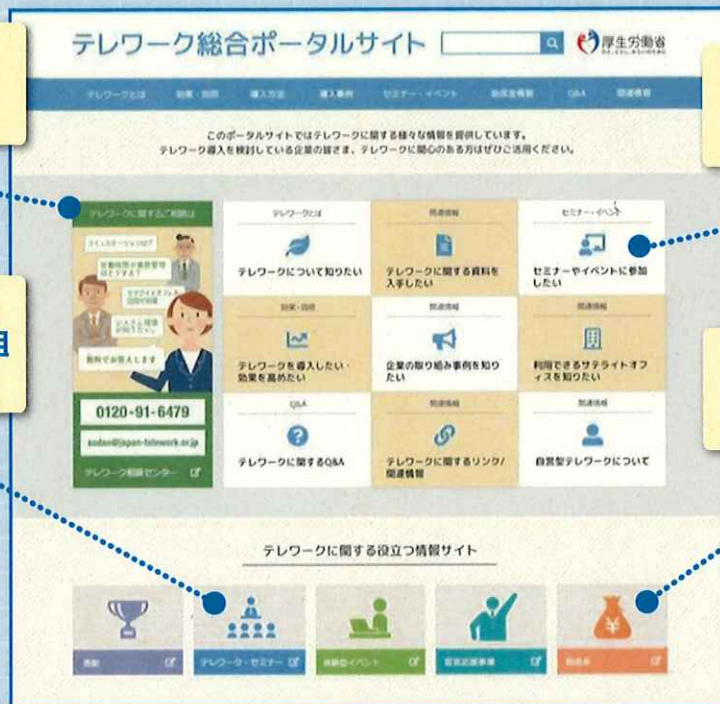 テレワーク総合ポータルサイト
厚生労働省
テレワークとは 効果・効用 導入方法 導入事例 セミナー・イベント 助成金情報 Q&A 関連情報
このポータルサイトではテレワークに関する様々な情報を提供しています。
テレワーク導入を検討している企業の皆さま、テレワークに関心のある方はぜひご活用ください。
組
テレワークに関するご相談は
無料でお答えします
0120-91-6479
sodan@japan-telework.or.jp
テレワーク相談センター
テレワークとは
テレワークについて知りたい
関連情報
テレワークに関する資料を
入手したい
セミナー・イベント
セミナーやイベントに参加
したい
効果・効用
テレワークを導入したい・
効果を高めたい
関連情報
企業の取り組み事例を知り
たい
関連情報
利用できるサテライトオフ
ィスを知りたい
Q&A
テレワークに関するQ&A
関連情報
テレワークに関するリンク/
関連情報
関連情報
自営型テレワークについて
テレワークに関する役立つ情報サイト
表彰
テレワーク・セミナー
体験型イベント
助成金